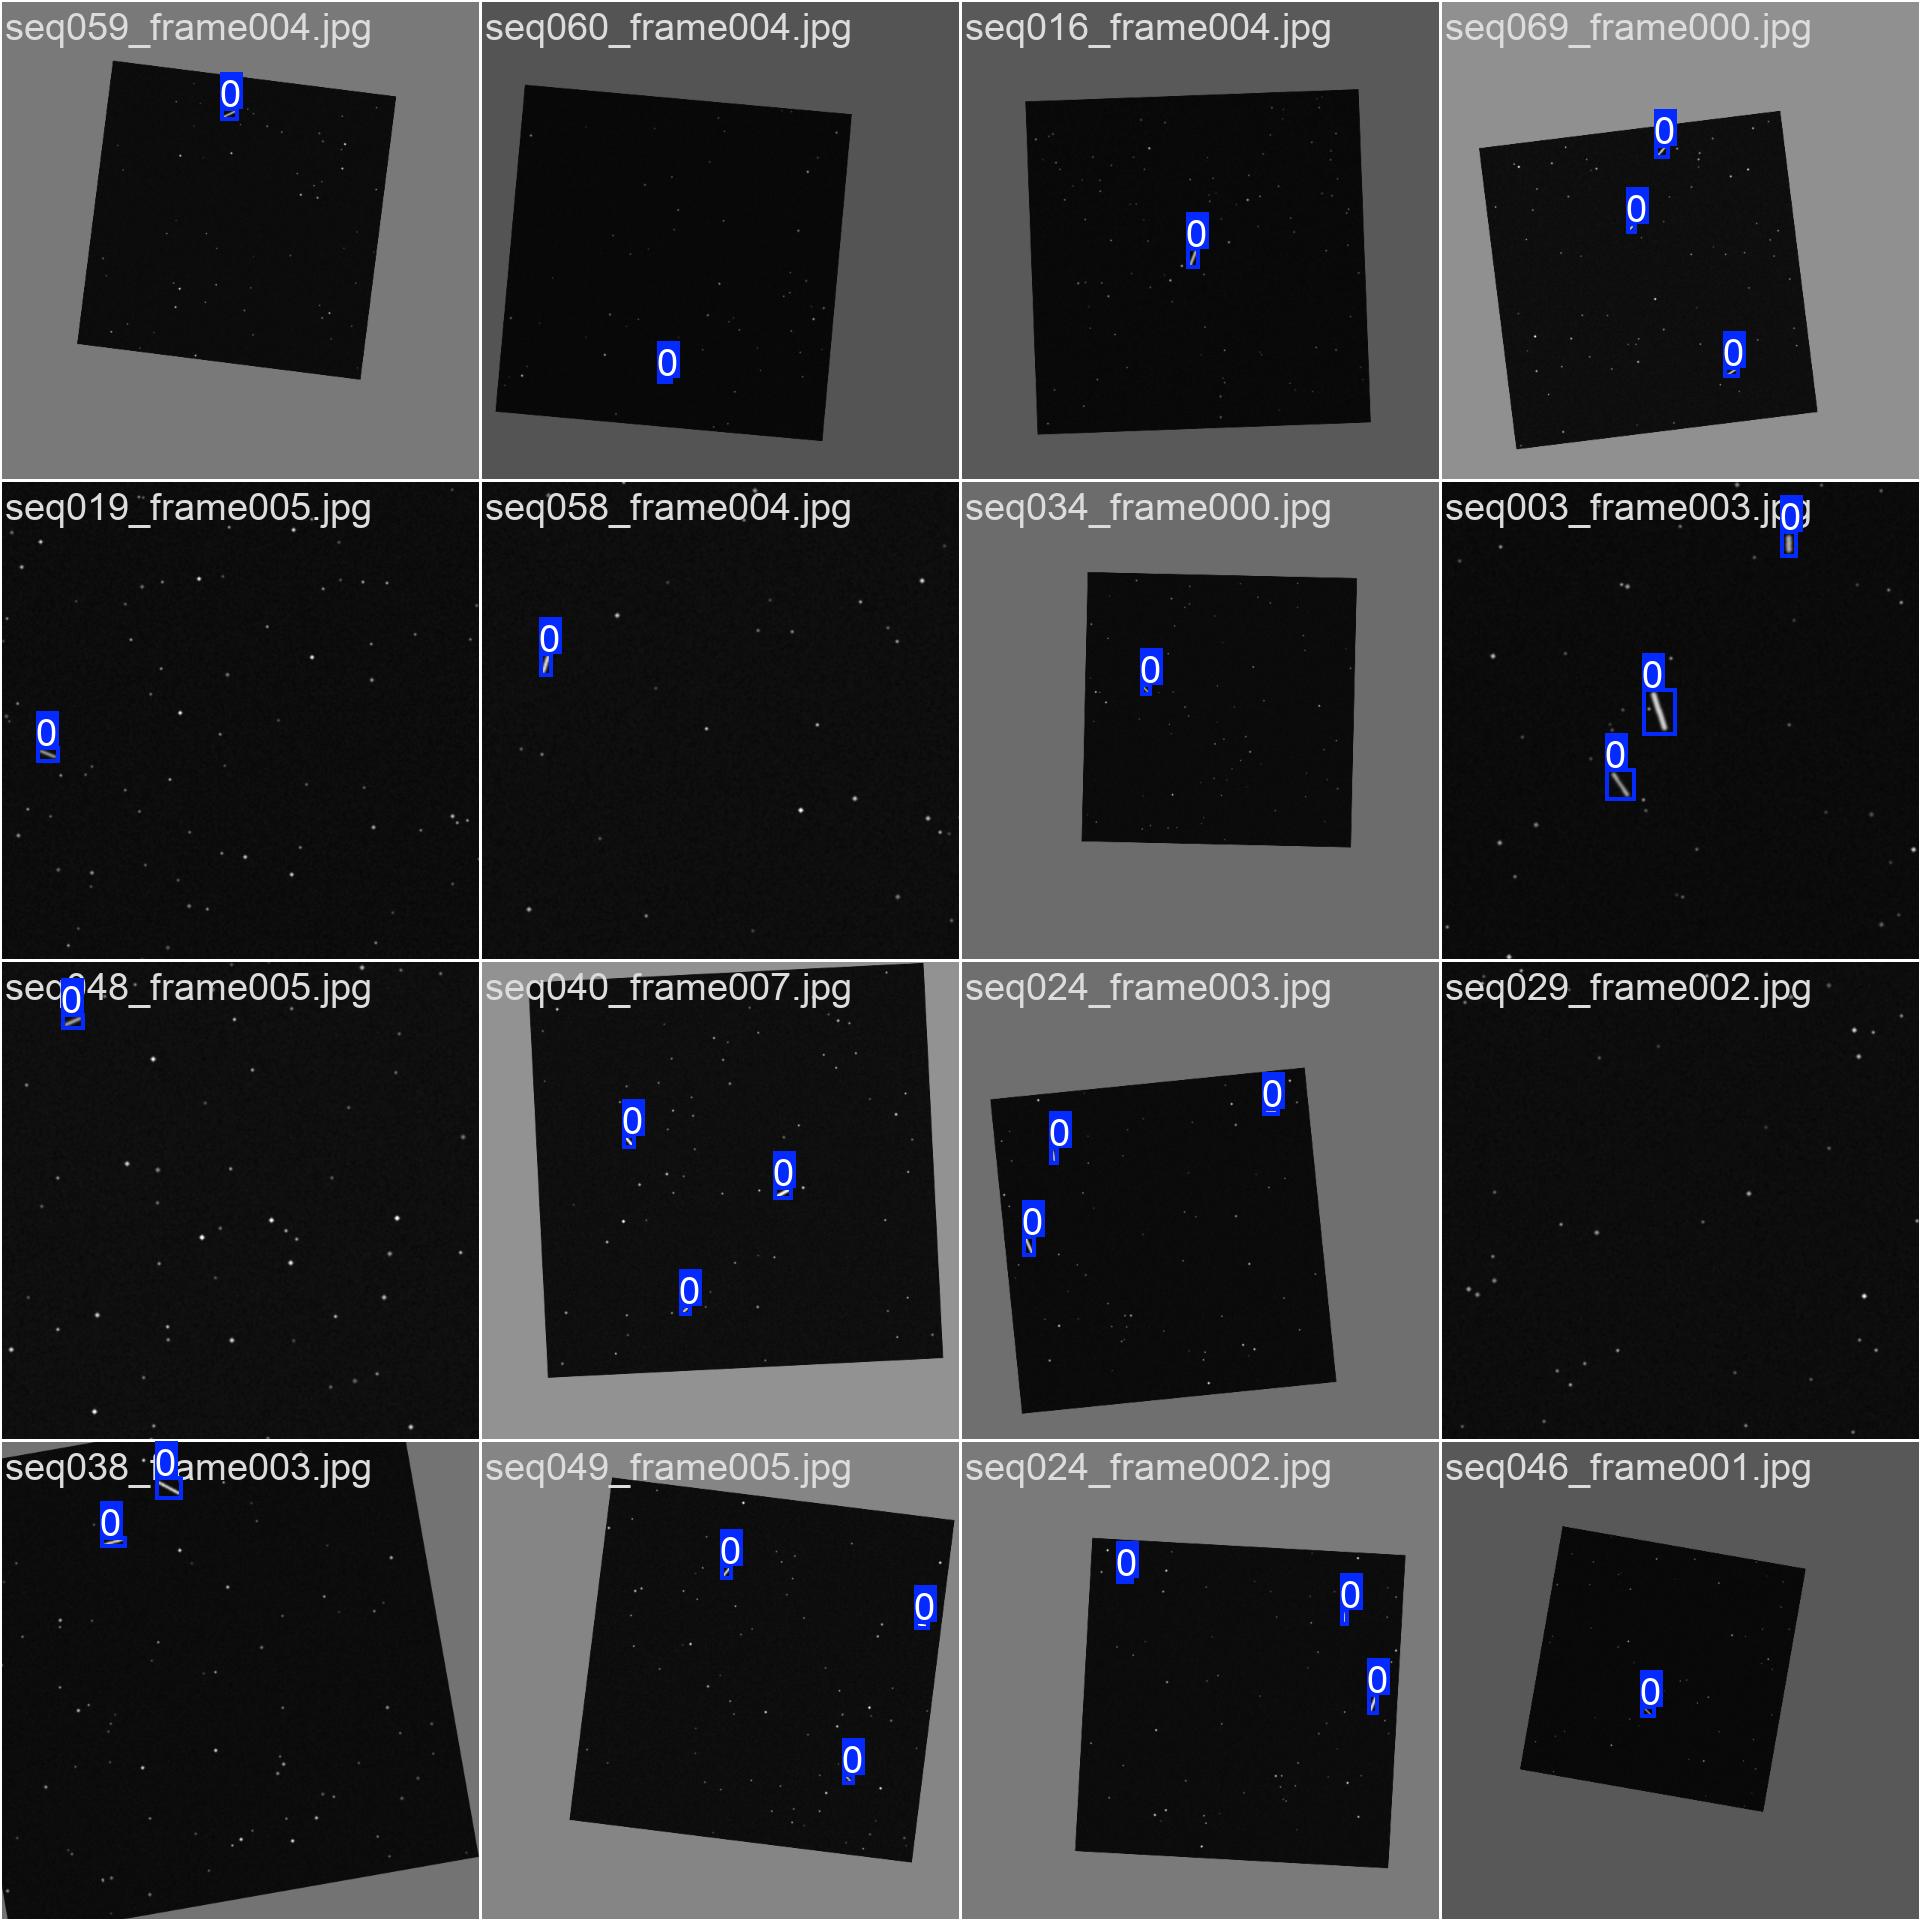 seq059_frame004.jpg
0
seq060_frame004.jpg
0
seq016_frame004.jpg
0
seq069_frame000.jpg
0
0
0
seq019_frame005.jpg
0
seq058_frame004.jpg
0
seq034_frame000.jpg
0
seq003_frame003.jpg
0
0
0
seq048_frame005.jpg
0
seq040_frame007.jpg
0
0
0
seq024_frame003.jpg
0
0
0
seq029_frame002.jpg
seq038_frame003.jpg
0
0
seq049_frame005.jpg
0
0
0
seq024_frame002.jpg
0
0
0
seq046_frame001.jpg
0